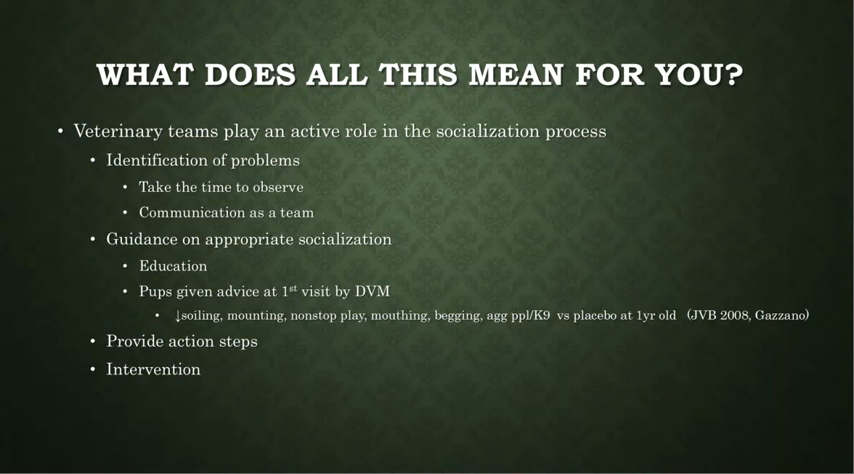 WHAT DOES ALL THIS MEAN FOR YOU?
• Veterinary teams play an active role in the socialization process
• Identification of problems
• Take the time to observe
• Communication as a team
• Guidance on appropriate socialization
• Education
• Pups given advice at 1st visit by DVM
• ↓soiling, mounting, nonstop play, mouthing, begging, agg ppl/K9 vs placebo at 1yr old (JVB 2008, Gazzano)
• Provide action steps
• Intervention